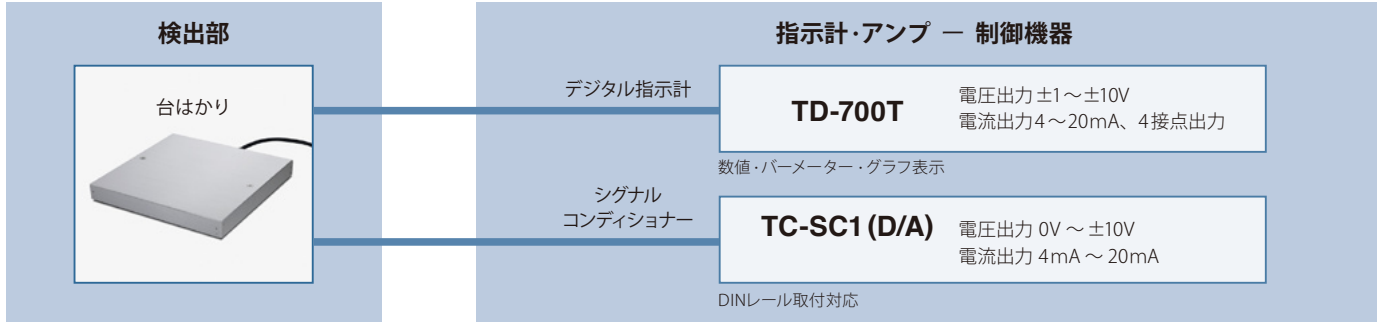 検出部
台はかり
指示計・アンプ － 制御機器
デジタル指示計
TD-700T
電圧出力±1～±10V
電流出力4～20mA、4接点出力
数値・バーメーター・グラフ表示
シグナル
コンディショナー
TC-SC1(D/A)
電圧出力 0V ～ ±10V
電流出力 4mA ～ 20mA
DINレール取付対応